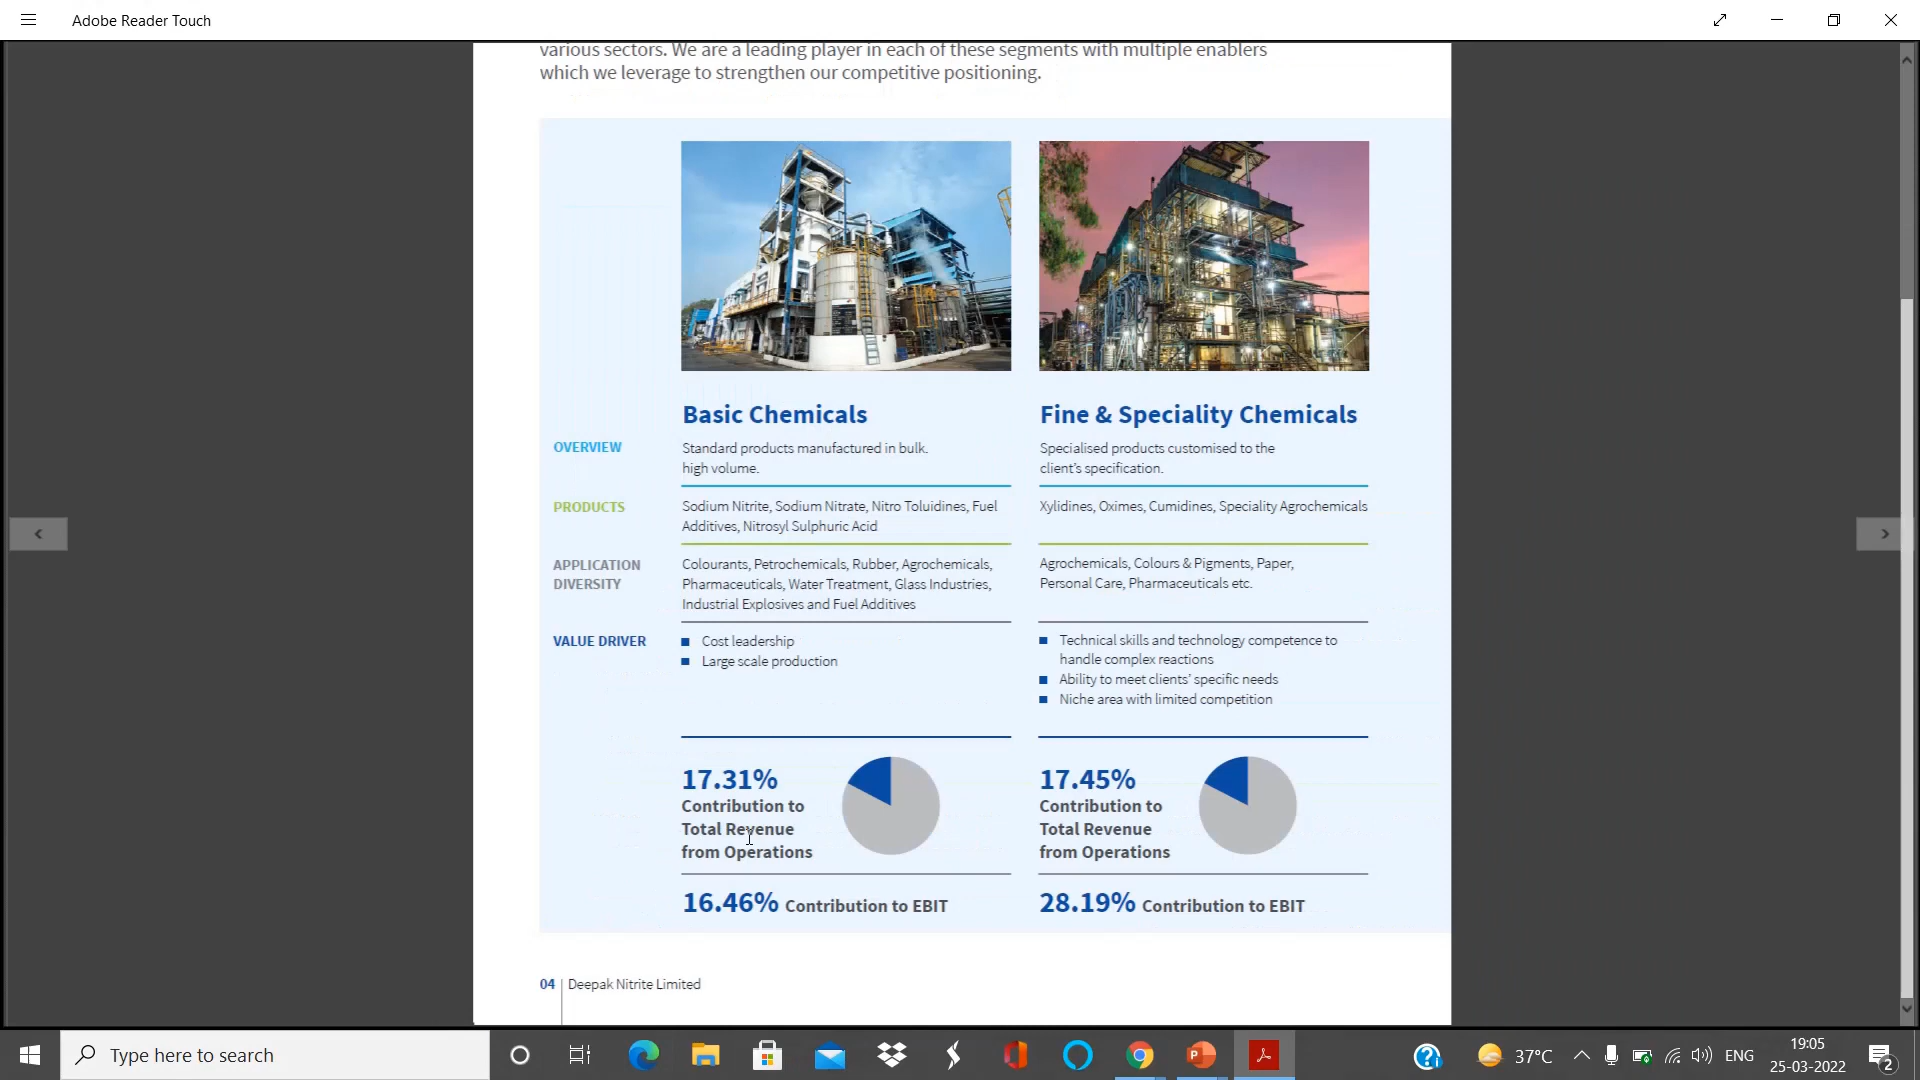 Adobe Reader Touch
various sectors. We are a leading player in each of these segments with multiple enablers
which we leverage to strengthen our competitive positioning.
Basic Chemicals
Fine & Speciality Chemicals
OVERVIEW
Standard products manufactured in bulk.
high volume.
Specialised products customised to the
client's specification.
PRODUCTS
Sodium Nitrite, Sodium Nitrate, Nitro Toluidines, Fuel
Additives, Nitrosyl Sulphuric Acid
Xylidines, Oximes, Cumidines, Speciality Agrochemicals
APPLICATION
DIVERSITY
Colourants, Petrochemicals, Rubber, Agrochemicals,
Pharmaceuticals, Water Treatment, Glass Industries,
Industrial Explosives and Fuel Additives
Agrochemicals, Colours & Pigments, Paper,
Personal Care, Pharmaceuticals etc.
VALUE DRIVER
Cost leadership
Large scale production
Technical skills and technology competence to
handle complex reactions
Ability to meet clients' specific needs
Niche area with limited competition
17.31%
Contribution to
Total Revenue
from Operations
17.45%
Contribution to
Total Revenue
from Operations
16.46% Contribution to EBIT
28.19% Contribution to EBIT
04 Deepak Nitrite Limited
Type here to search
37°C
ENG
19:05
25-03-2022
2